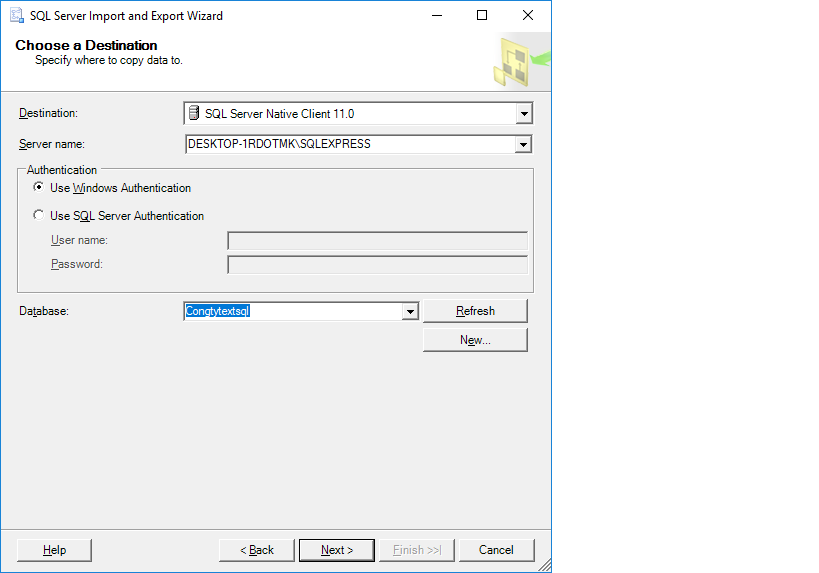 SQL Server Import and Export Wizard
Choose a Destination
Specify where to copy data to.
Destination: SQL Server Native Client 11.0
Server name: DESKTOP-1RDOTMK\SQLEXPRESS
Authentication
Use Windows Authentication
Use SQL Server Authentication
User name:
Password:
Database: Congtytextsql Refresh
New...
Help < Back Next > Finish >>| Cancel